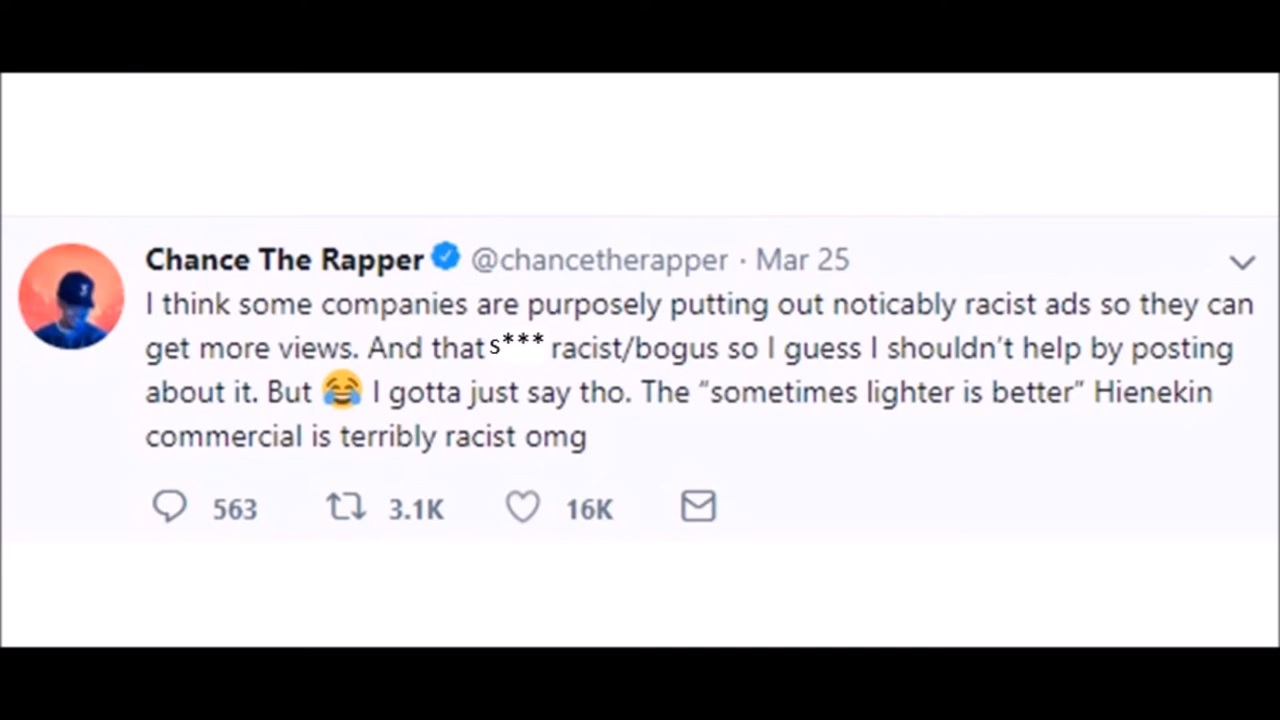 Chance The Rapper @chancetherapper · Mar 25
I think some companies are purposely putting out noticably racist ads so they can
get more views. And that s*** racist/bogus so I guess I shouldn't help by posting
about it. But 😂 I gotta just say tho. The “sometimes lighter is better” Hienekin
commercial is terribly racist omg
563 3.1K 16K